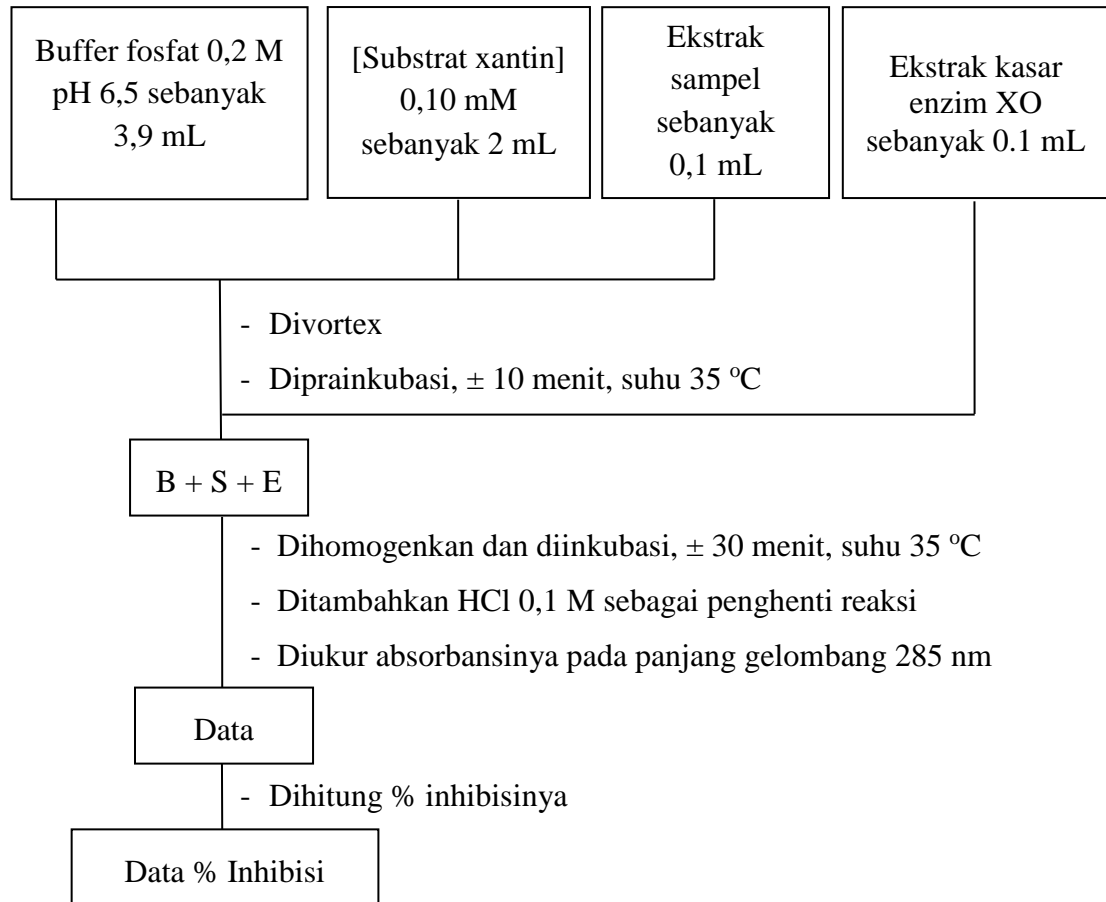 Buffer fosfat 0,2 M
pH 6,5 sebanyak
3,9 mL
[Substrat xantin]
0,10 mM
sebanyak 2 mL
Ekstrak
sampel
sebanyak
0,1 mL
Ekstrak kasar
enzim XO
sebanyak 0.1 mL
- Divortex
- Diprainkubasi, ± 10 menit, suhu 35 °C
B + S + E
- Dihomogenkan dan diinkubasi, ± 30 menit, suhu 35 °C
- Ditambahkan HCl 0,1 M sebagai penghenti reaksi
- Diukur absorbansinya pada panjang gelombang 285 nm
Data
- Dihitung % inhibisinya
Data % Inhibisi